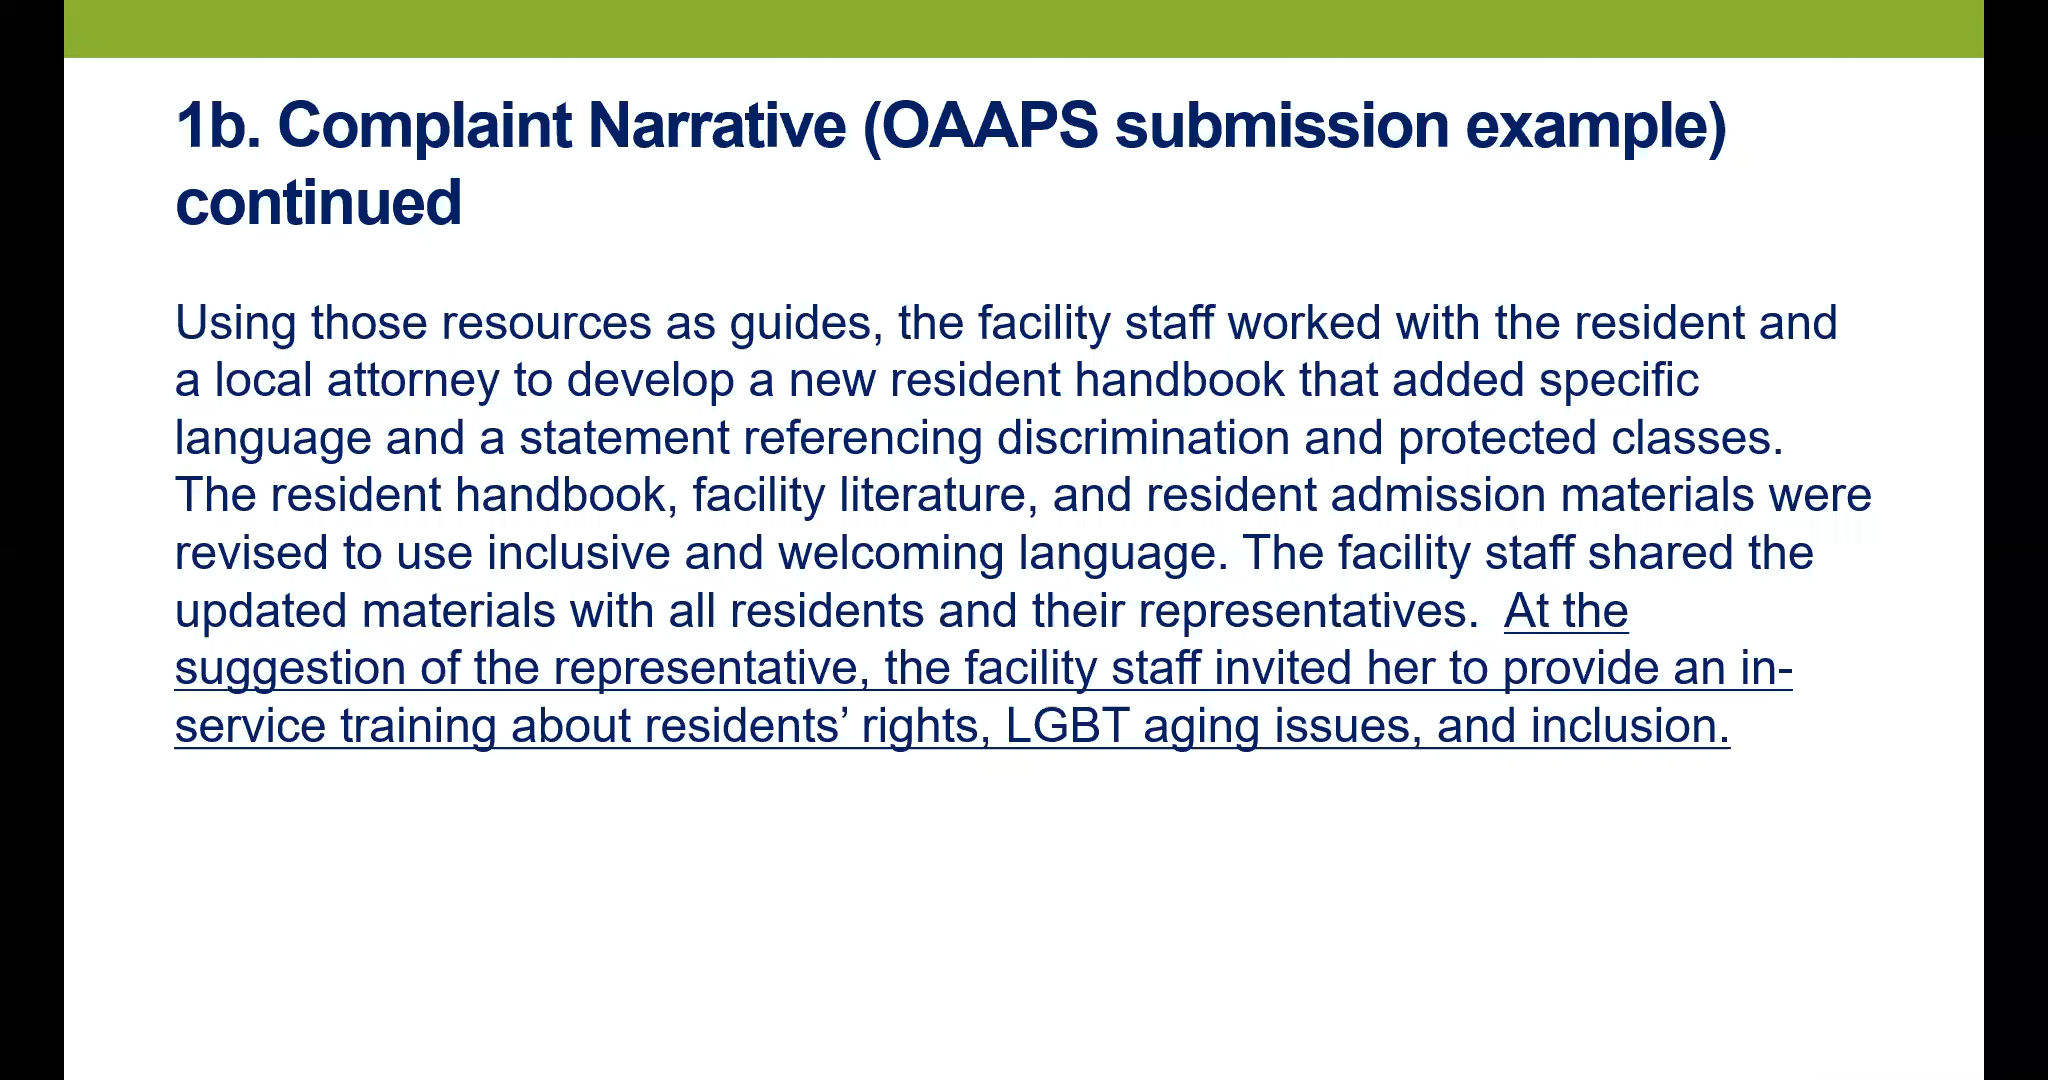 1b. Complaint Narrative (OAAPS submission example)
continued
Using those resources as guides, the facility staff worked with the resident and
a local attorney to develop a new resident handbook that added specific
language and a statement referencing discrimination and protected classes.
The resident handbook, facility literature, and resident admission materials were
revised to use inclusive and welcoming language. The facility staff shared the
updated materials with all residents and their representatives.  At the
suggestion of the representative, the facility staff invited her to provide an in-
service training about residents’ rights, LGBT aging issues, and inclusion.